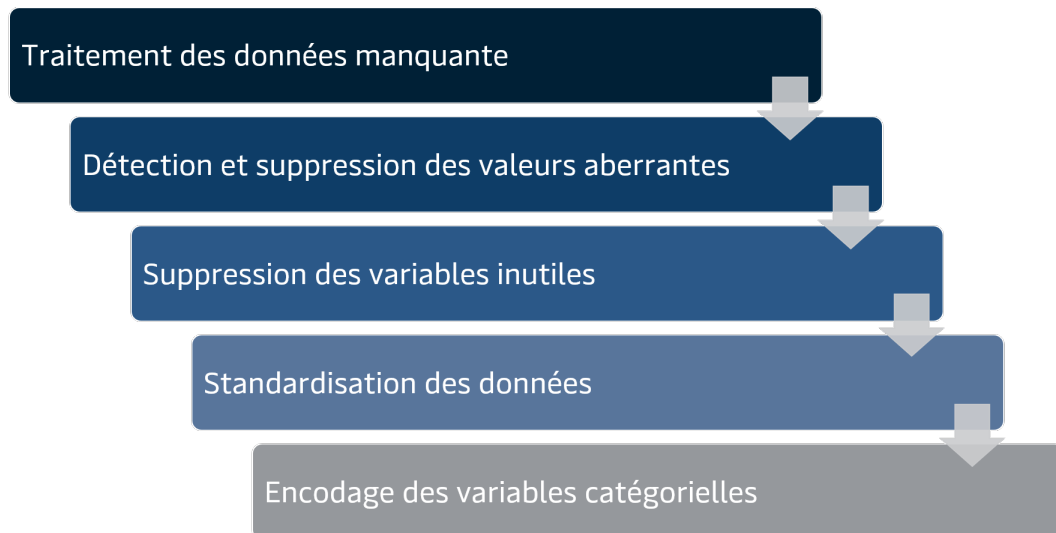 Traitement des données manquante
Détection et suppression des valeurs aberrantes
Suppression des variables inutiles
Standardisation des données
Encodage des variables catégorielles